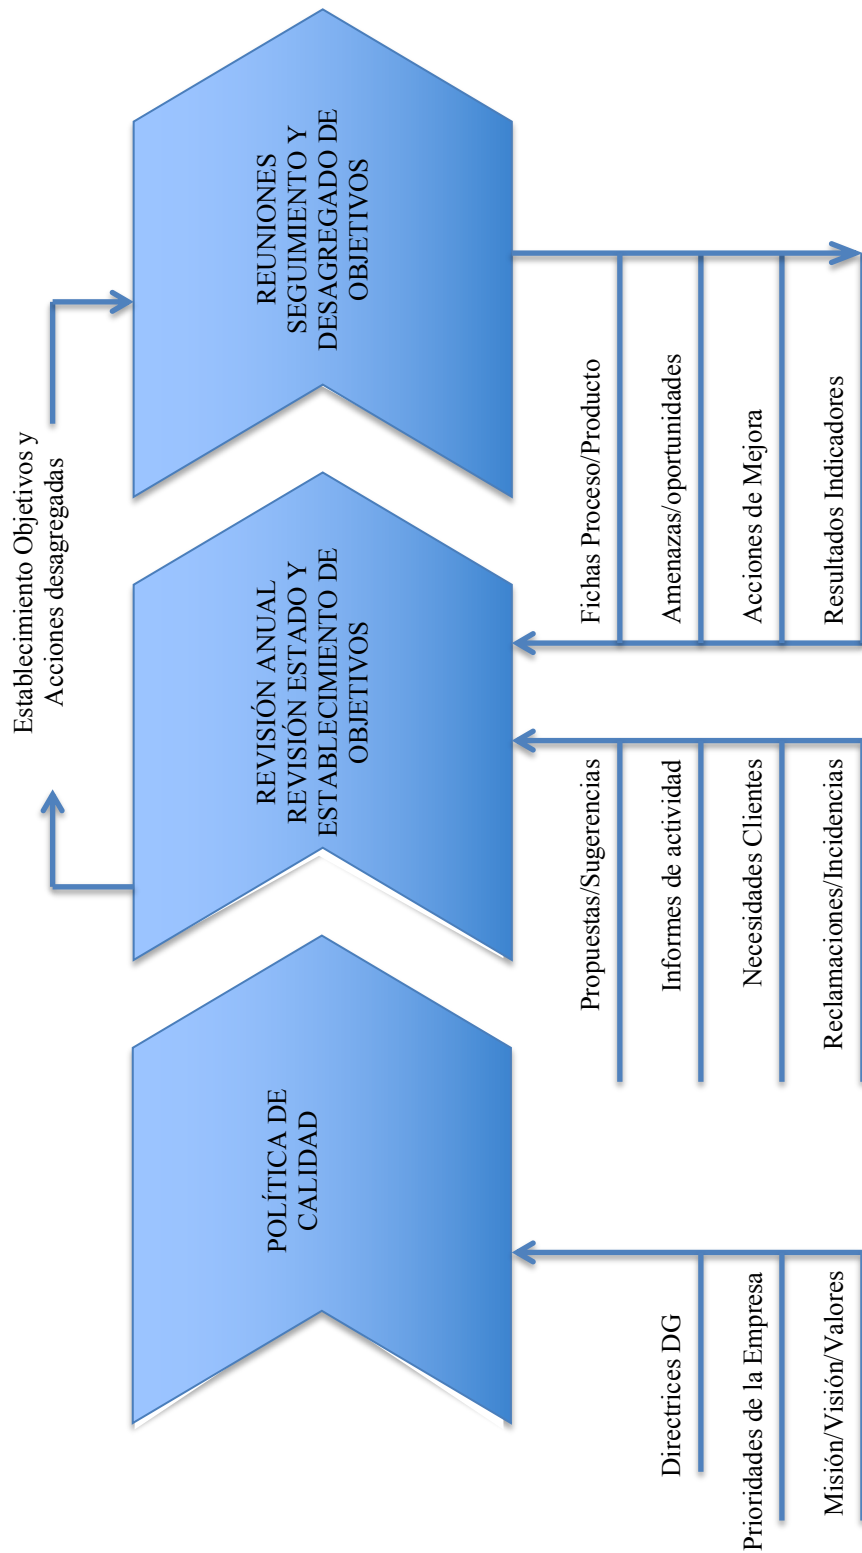 Establecimiento Objetivos y
Acciones desagregadas
POLÍTICA DE
CALIDAD
REVISIÓN ANUAL
REVISIÓN ESTADO Y
ESTABLECIMIENTO DE
OBJETIVOS
REUNIONES
SEGUIMIENTO Y
DESAGREGADO DE
OBJETIVOS
Directrices DG
Prioridades de la Empresa
Misión/Visión/Valores
Propuestas/Sugerencias
Informes de actividad
Necesidades Clientes
Reclamaciones/Incidencias
Fichas Proceso/Producto
Amenazas/oportunidades
Acciones de Mejora
Resultados Indicadores